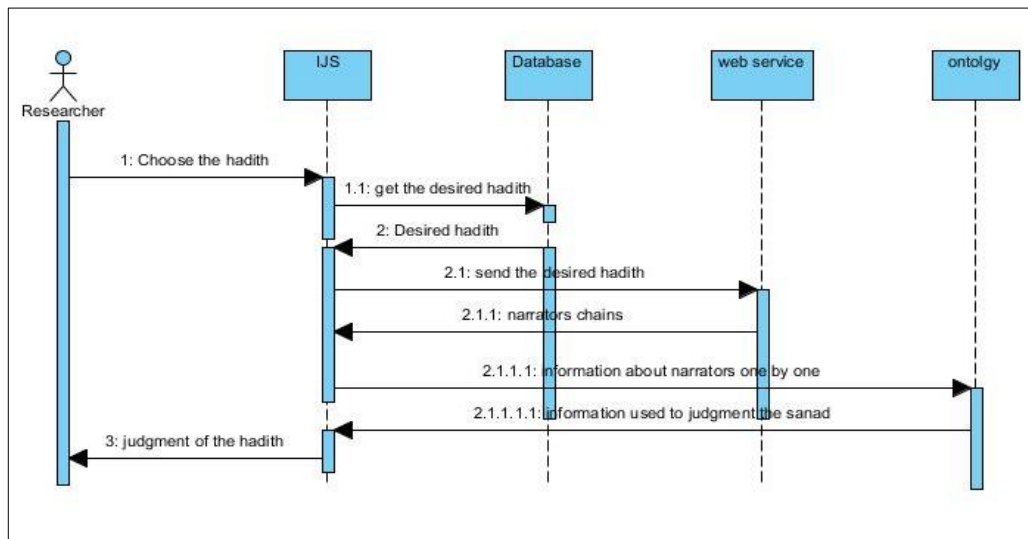 IJS
Database
web service
ontolgy
Researcher
1: Choose the hadith
1.1: get the desired hadith
2: Desired hadith
2.1: send the desired hadith
2.1.1: narrators chains
2.1.1.1: information about narrators one by one
2.1.1.1.1: information used to judgment the sanad
3: judgment of the hadith